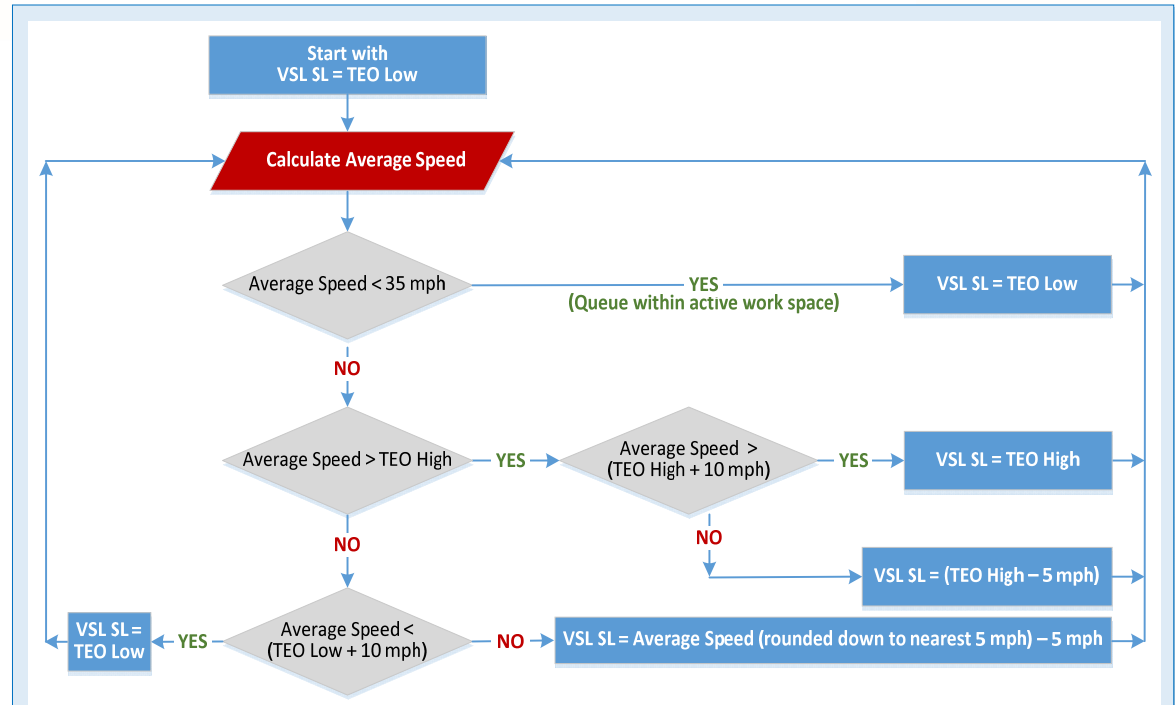 Start with
VSL SL = TEO Low
Calculate Average Speed
Average Speed < 35 mph
YES
(Queue within active work space)
VSL SL = TEO Low
NO
Average Speed > TEO High
YES
Average Speed >
(TEO High + 10 mph)
YES
VSL SL = TEO High
NO
VSL SL = (TEO High – 5 mph)
NO
Average Speed <
(TEO Low + 10 mph)
YES
VSL SL =
TEO Low
NO
VSL SL = Average Speed (rounded down to nearest 5 mph) – 5 mph